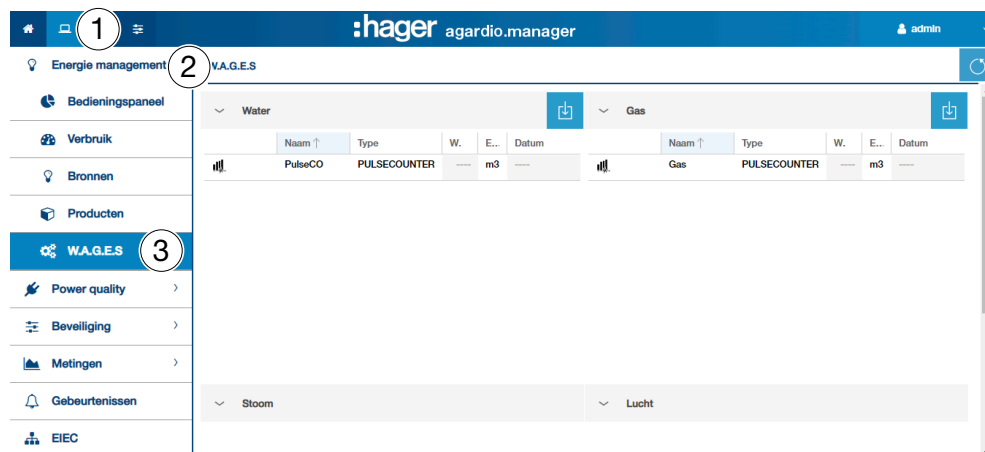 1
:hager agardio.manager
admin
Energie management
2
W.A.G.E.S
Bedieningspaneel
Verbruik
Bronnen
Producten
W.A.G.E.S
3
Power quality
Beveiliging
Metingen
Gebeurtenissen
EIEC
Water
Naam ↑ Type W. E... Datum
PulseCO PULSECOUNTER ---- m3 ----
Gas
Naam ↑ Type W. E... Datum
Gas PULSECOUNTER ---- m3 ----
Stoom
Lucht